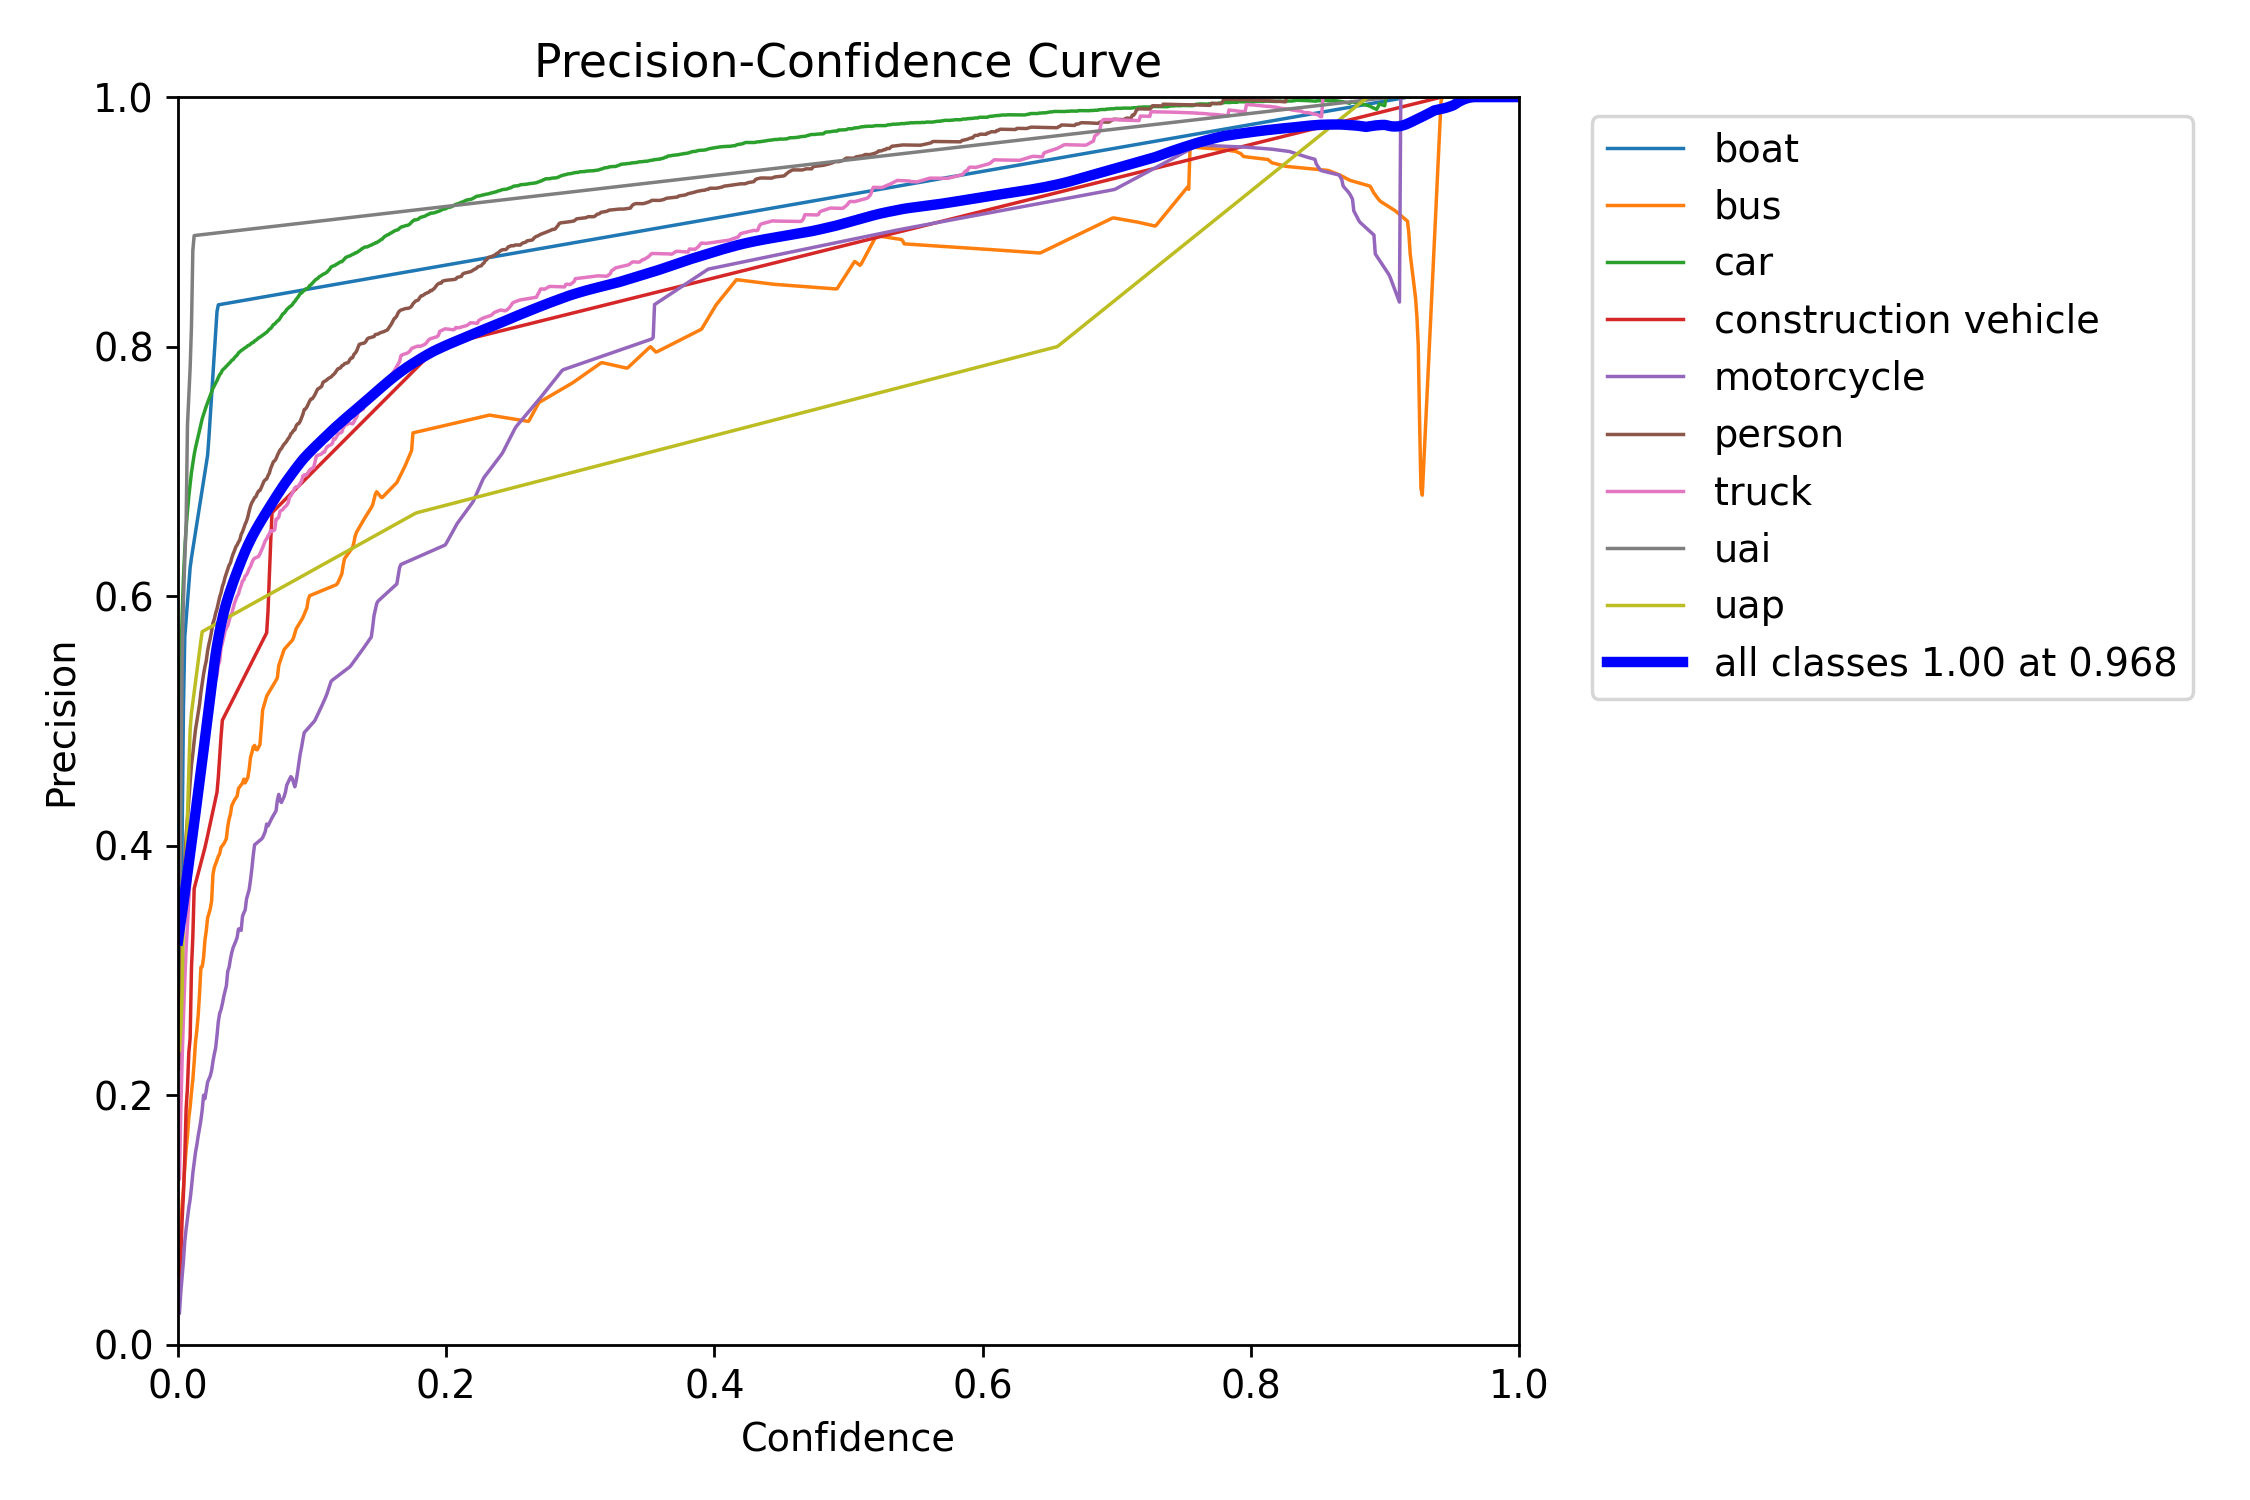 Precision-Confidence Curve
1.0
0.8
0.6
0.4
0.2
0.0
Precision
0.0 0.2 0.4 0.6 0.8 1.0
Confidence
boat
bus
car
construction vehicle
motorcycle
person
truck
uai
uap
all classes 1.00 at 0.968